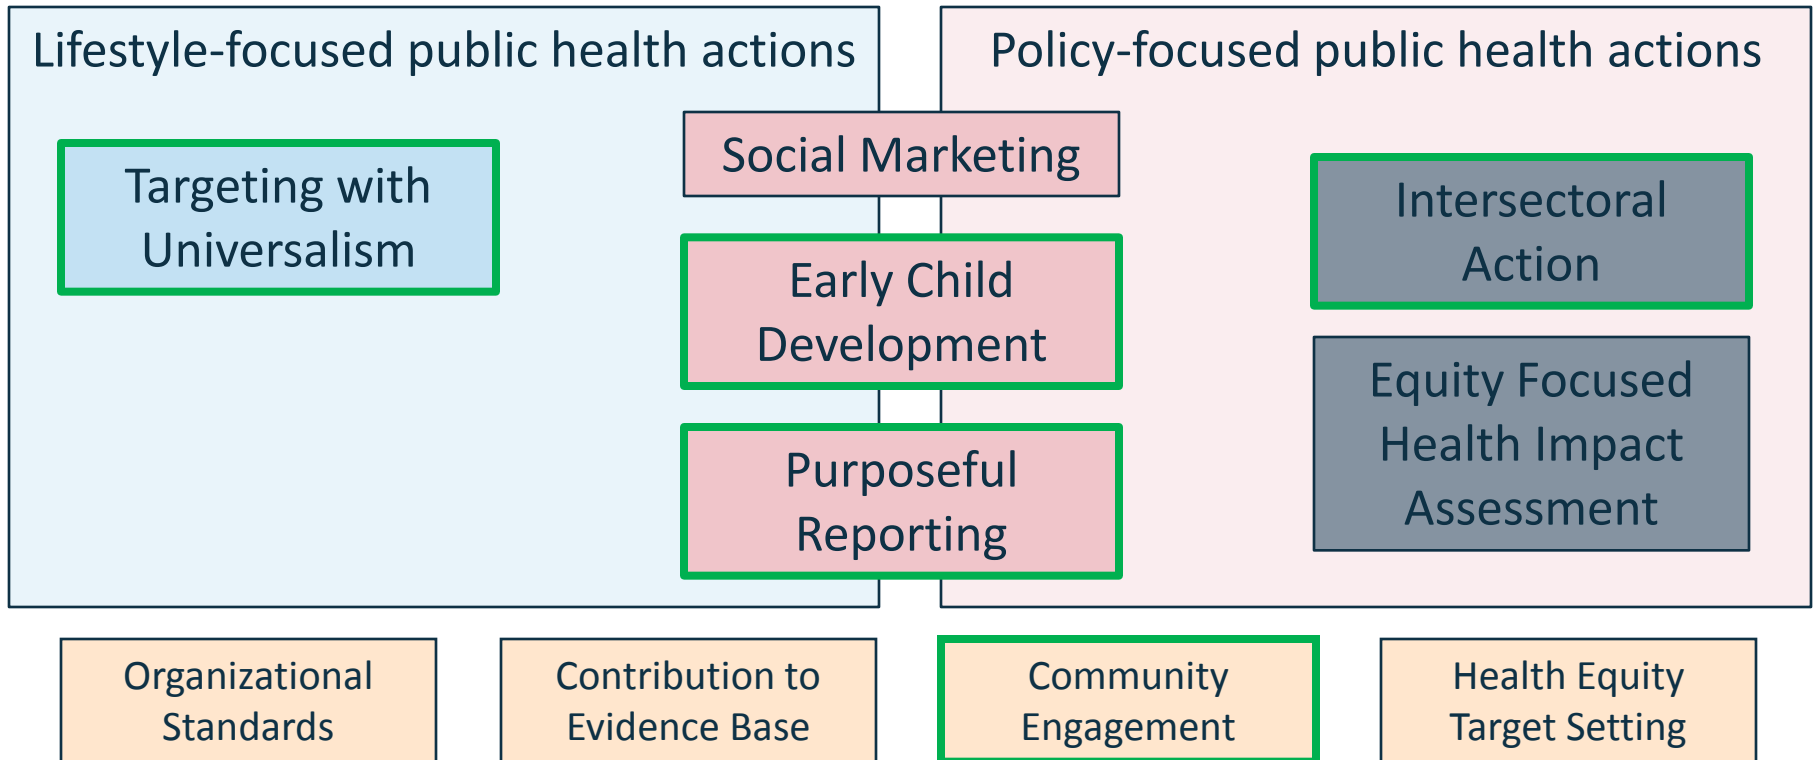 Lifestyle-focused public health actions
Policy-focused public health actions
Targeting with
Universalism
Social Marketing
Early Child
Development
Purposeful
Reporting
Intersectoral
Action
Equity Focused
Health Impact
Assessment
Organizational
Standards
Contribution to
Evidence Base
Community
Engagement
Health Equity
Target Setting